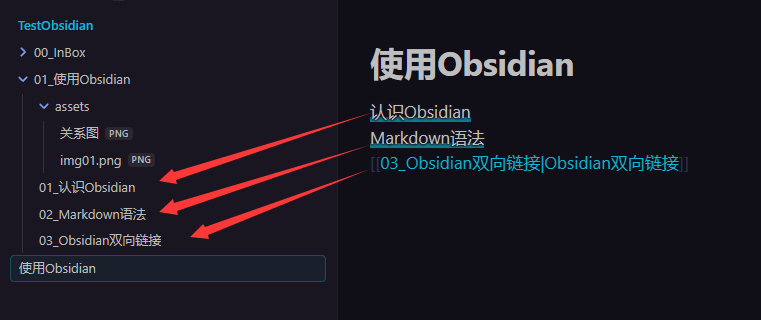 TestObsidian
00_InBox
01_使用Obsidian
assets
关系图 PNG
img01.png PNG
01_认识Obsidian
02_Markdown语法
03_Obsidian双向链接
使用Obsidian
使用Obsidian
认识Obsidian
Markdown语法
[[03_Obsidian双向链接|Obsidian双向链接]]